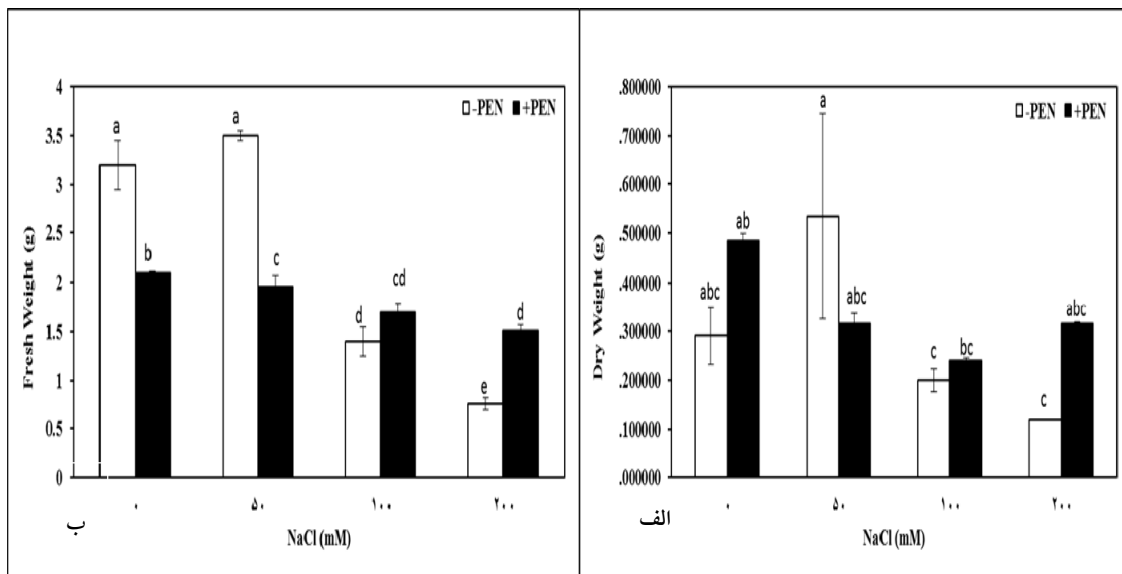 Fresh Weight (g)
4
3.5
3
2.5
2
1.5
1
0.5
0
-PEN +PEN
a
b
a
c
d
cd
e
d
۰ ۵۰ ۱۰۰ ۲۰۰
NaCl (mM)
ب
Dry Weight (g)
.800000
.700000
.600000
.500000
.400000
.300000
.200000
.100000
.000000
-PEN +PEN
abc
ab
a
abc
c
bc
c
abc
۰ ۵۰ ۱۰۰ ۲۰۰
NaCl (mM)
الف